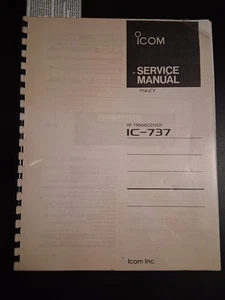 ICOM
SERVICE
MANUAL
HF TRANSCEIVER
IC-737
Icom Inc.